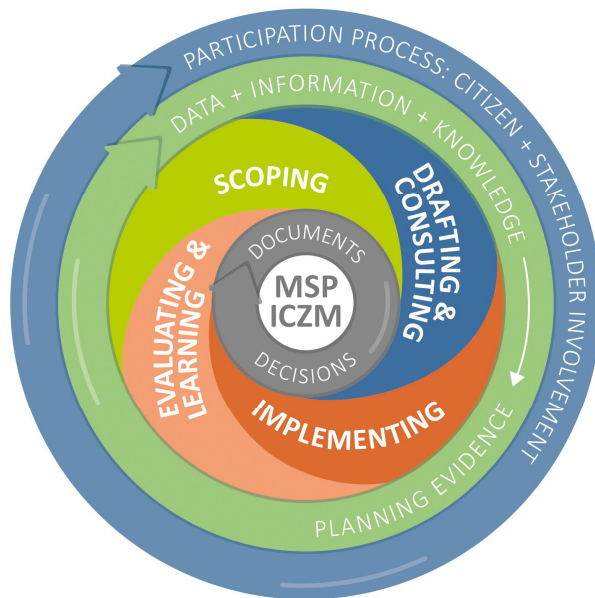 PARTICIPATION PROCESS: CITIZEN + STAKEHOLDER INVOLVEMENT
DATA + INFORMATION + KNOWLEDGE
PLANNING EVIDENCE
SCOPING
DRAFTING &
CONSULTING
IMPLEMENTING
EVALUATING &
LEARNING
DOCUMENTS
MSP
ICZM
DECISIONS